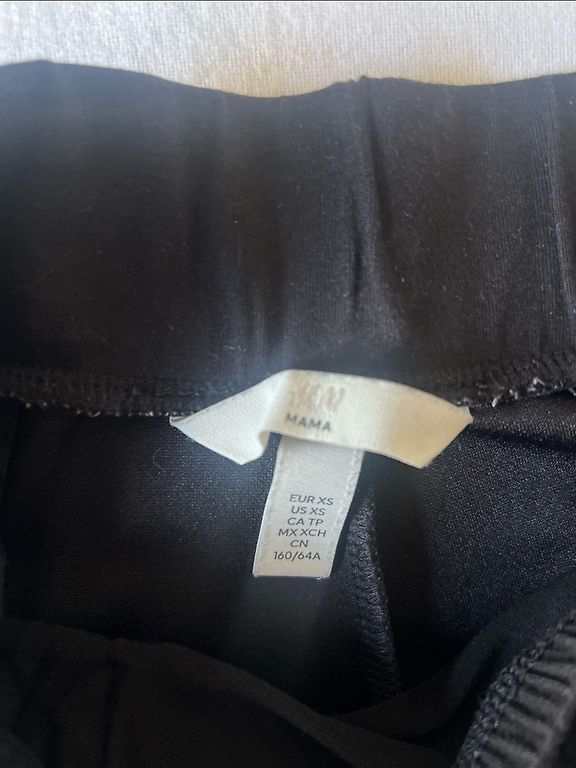 H&M
MAMA
EUR XS
US XS
CA TP
MX XCH
CN
160/64A